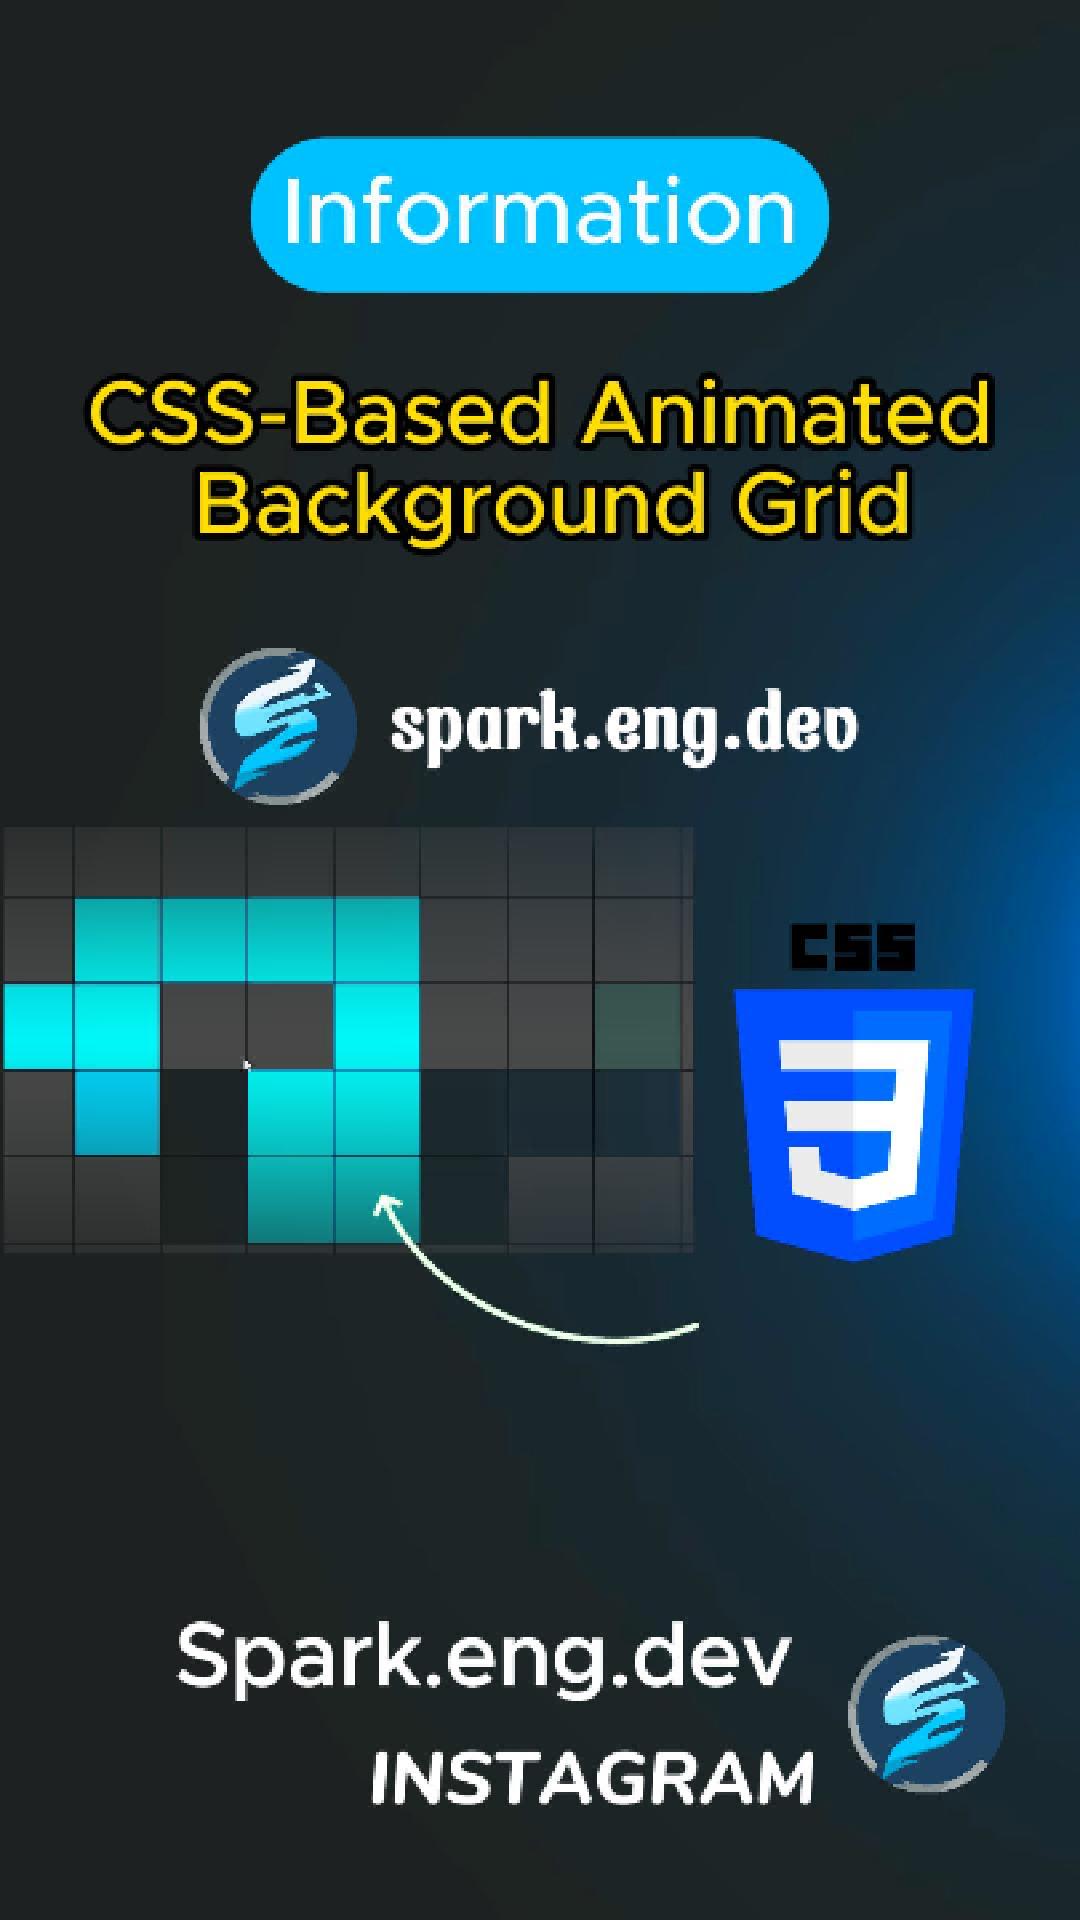 Information
CSS-Based Animated
Background Grid
spark.eng.dev
CSS
3
Spark.eng.dev
INSTAGRAM